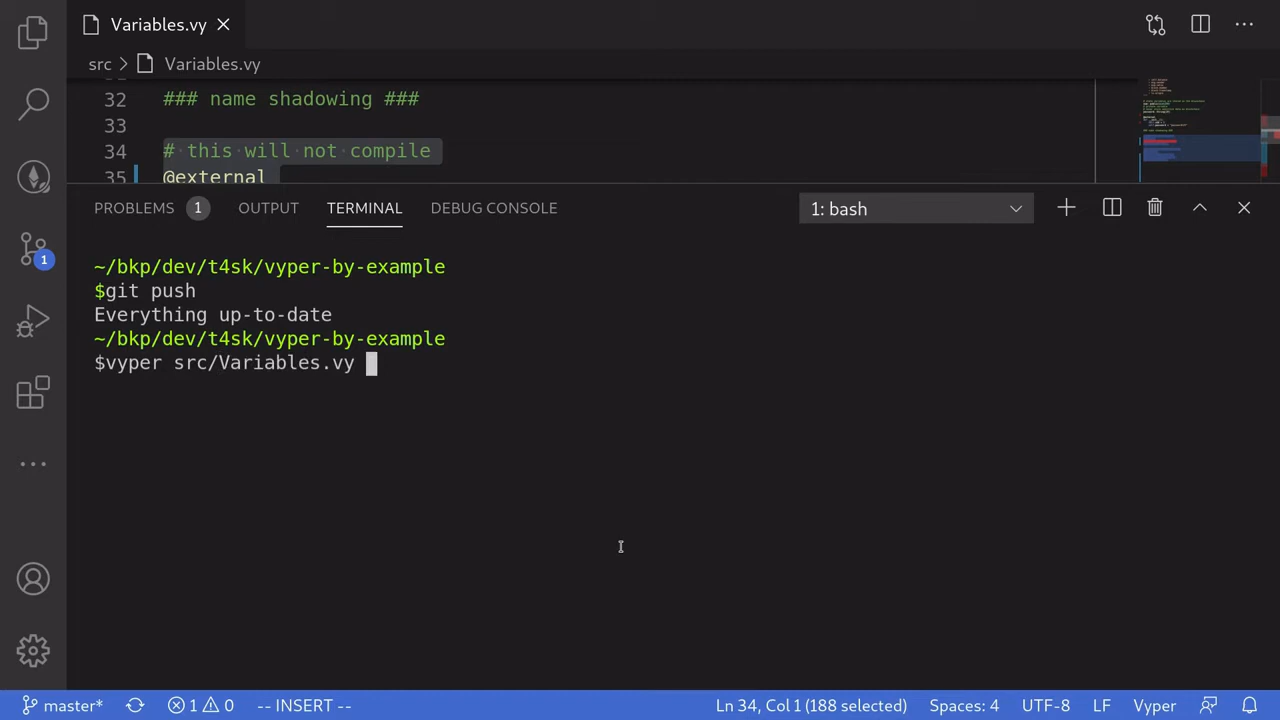 Variables.vy
src > Variables.vy
32 ### name shadowing ###
33
34 # this will not compile
35 @external
PROBLEMS 1 OUTPUT TERMINAL DEBUG CONSOLE 1: bash
~/bkp/dev/t4sk/vyper-by-example
$git push
Everything up-to-date
~/bkp/dev/t4sk/vyper-by-example
$vyper src/Variables.vy
1
master* 1 0 -- INSERT -- Ln 34, Col 1 (188 selected) Spaces: 4 UTF-8 LF Vyper